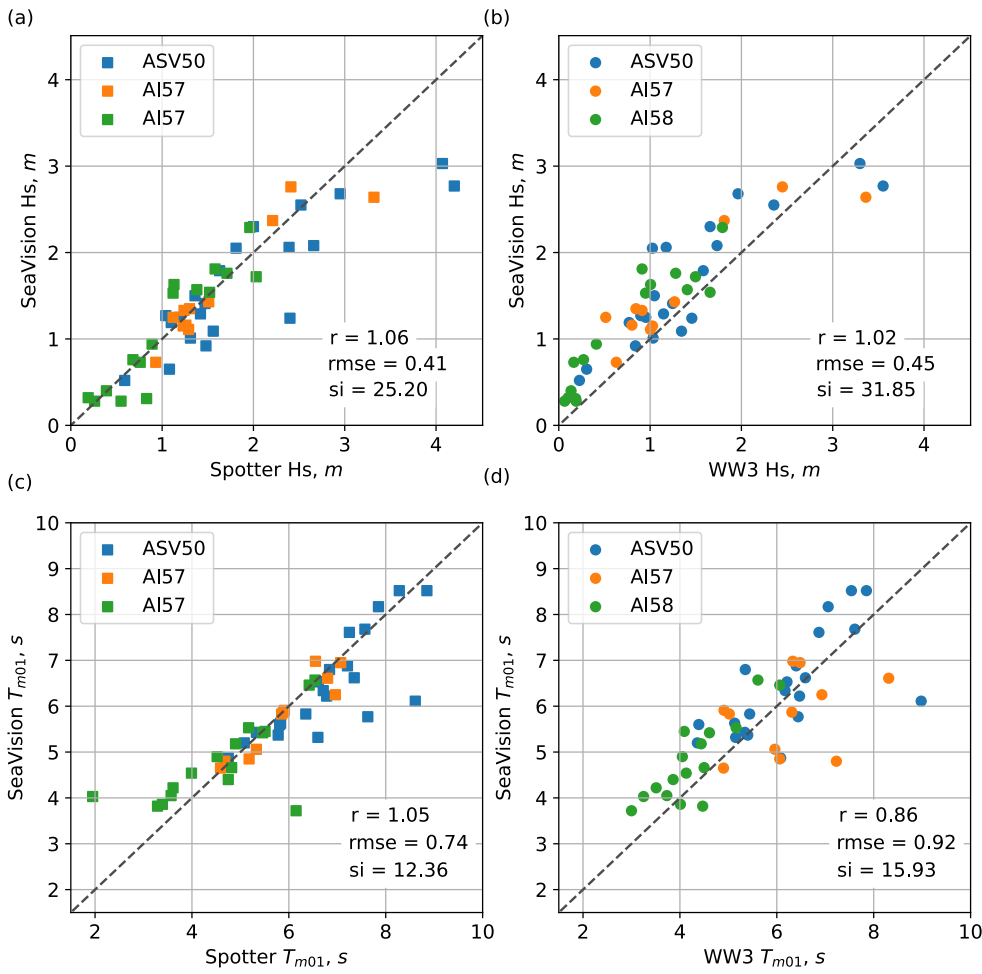 (a)
ASV50
AI57
AI57
4
3
2
1
0
SeaVision Hs, m
r = 1.06
rmse = 0.41
si = 25.20
0 1 2 3 4
Spotter Hs, m
(b)
ASV50
AI57
AI58
4
3
2
1
0
SeaVision Hs, m
r = 1.02
rmse = 0.45
si = 31.85
0 1 2 3 4
WW3 Hs, m
(c)
ASV50
AI57
AI57
10
9
8
7
6
5
4
3
2
SeaVision Tm01, s
r = 1.05
rmse = 0.74
si = 12.36
2 4 6 8 10
Spotter Tm01, s
(d)
ASV50
AI57
AI58
10
9
8
7
6
5
4
3
2
SeaVision Tm01, s
r = 0.86
rmse = 0.92
si = 15.93
2 4 6 8 10
WW3 Tm01, s